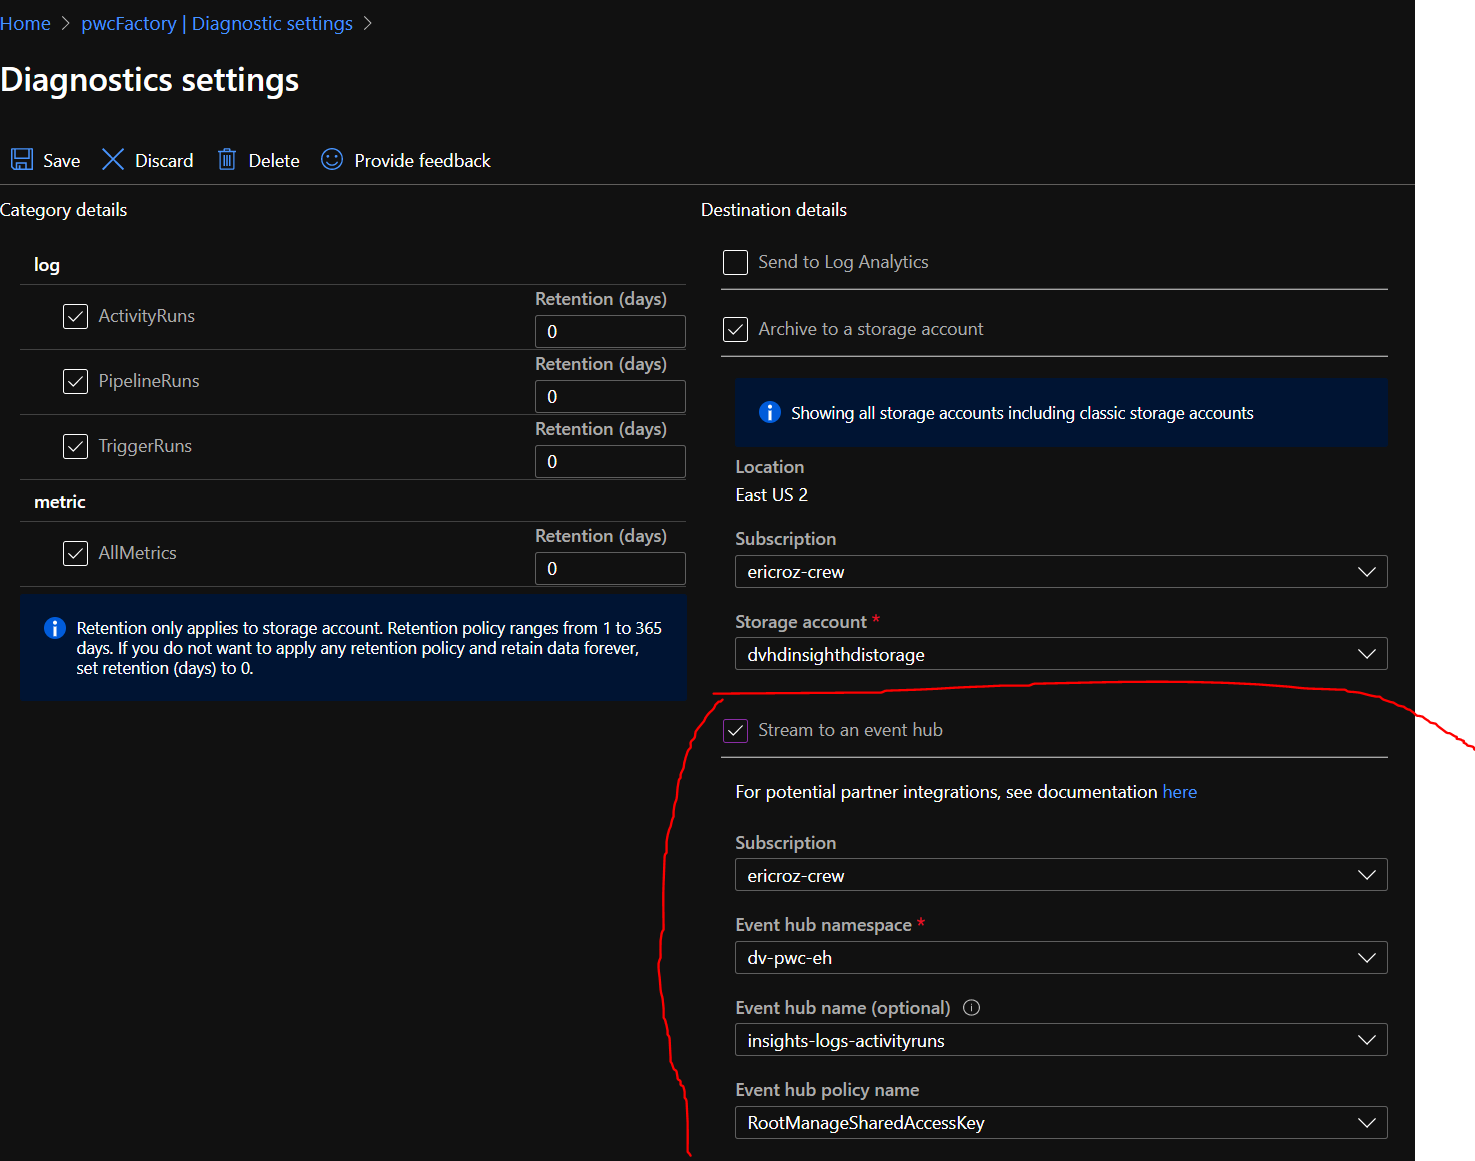 Home > pwcFactory | Diagnostic settings >
Diagnostics settings
Save Discard Delete Provide feedback
Category details
log
ActivityRuns
Retention (days)
0
PipelineRuns
Retention (days)
0
TriggerRuns
Retention (days)
0
metric
AllMetrics
Retention (days)
0
Retention only applies to storage account. Retention policy ranges from 1 to 365
days. If you do not want to apply any retention policy and retain data forever,
set retention (days) to 0.
Destination details
Send to Log Analytics
Archive to a storage account
Showing all storage accounts including classic storage accounts
Location
East US 2
Subscription
ericroz-crew
Storage account *
dvhdinsighthdistorage
Stream to an event hub
For potential partner integrations, see documentation here
Subscription
ericroz-crew
Event hub namespace *
dv-pwc-eh
Event hub name (optional)
insights-logs-activityruns
Event hub policy name
RootManageSharedAccessKey